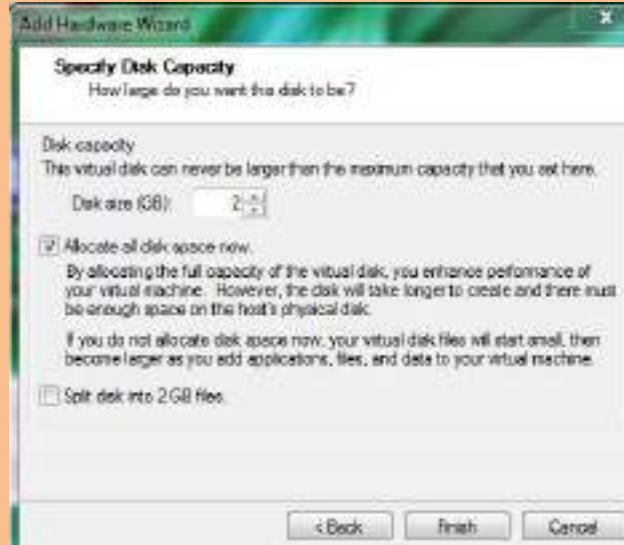 Add Hardware Wizard
Specify Disk Capacity
How large do you want this disk to be?
Disk capacity
This virtual disk can never be larger than the maximum capacity that you set here.
Disk size (GB): 2
Allocate all disk space now.
By allocating the full capacity of the virtual disk, you enhance performance of
your virtual machine. However, the disk will take longer to create and there must
be enough space on the host's physical disk.
If you do not allocate disk space now, your virtual disk files will start small, then
become larger as you add applications, files, and data to your virtual machine.
Split disk into 2 GB files.
< Back Finish Cancel